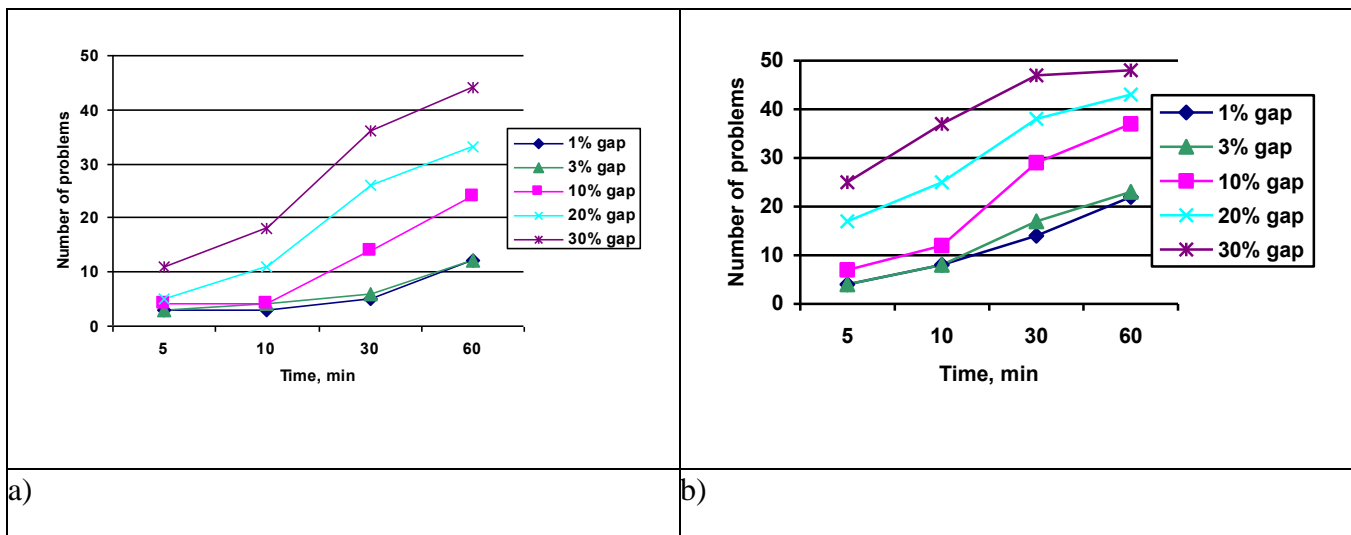 50
40
30
20
10
0
Number of problems
5 10 30 60
Time, min
1% gap
3% gap
10% gap
20% gap
30% gap
a)
50
40
30
20
10
0
Number of problems
5 10 30 60
Time, min
1% gap
3% gap
10% gap
20% gap
30% gap
b)